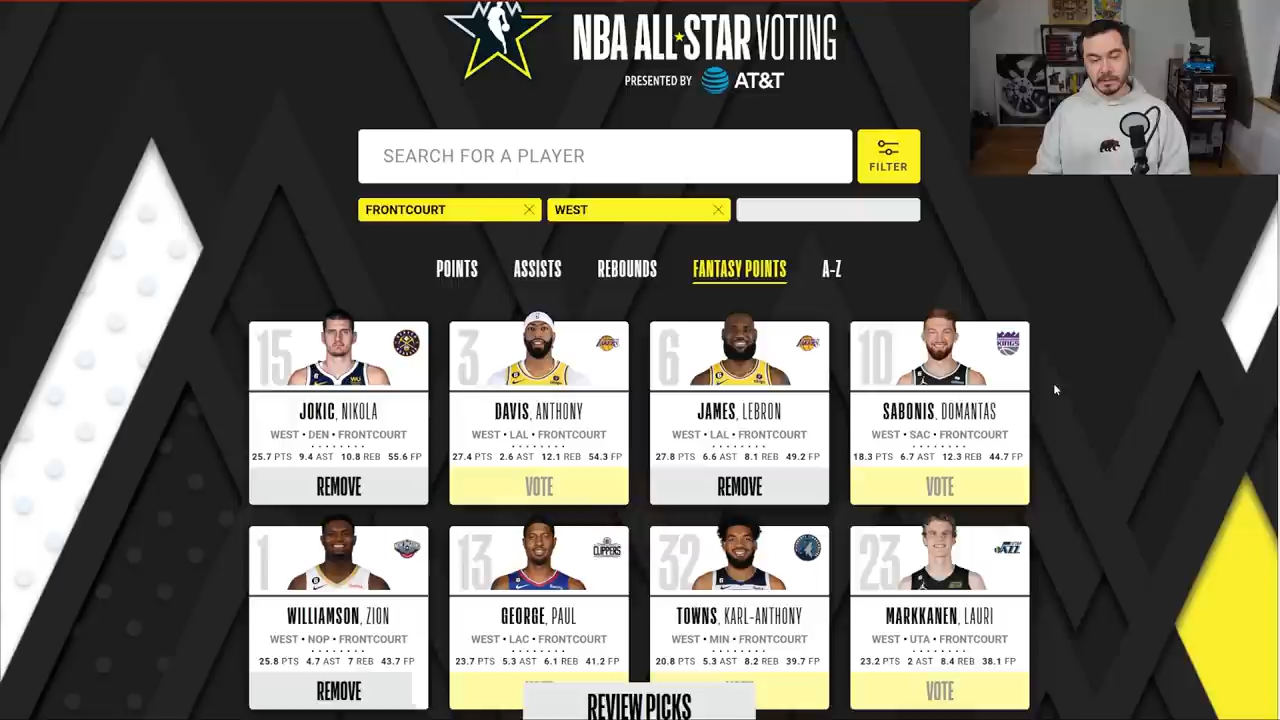 NBA ALL★STAR VOTING
PRESENTED BY AT&T
SEARCH FOR A PLAYER
FILTER
FRONTCOURT
WEST
POINTS ASSISTS REBOUNDS FANTASY POINTS A-Z
15 3 6 10
JOKIC, NIKOLA DAVIS, ANTHONY JAMES, LEBRON SABONIS, DOMANTAS
WEST • DEN • FRONTCOURT WEST • LAL • FRONTCOURT WEST • LAL • FRONTCOURT WEST • SAC • FRONTCOURT
25.7 PTS 9.4 AST 10.8 REB 55.6 FP 27.4 PTS 2.6 AST 12.1 REB 54.3 FP 27.8 PTS 6.6 AST 8.1 REB 49.2 FP 18.3 PTS 6.7 AST 12.3 REB 44.7 FP
REMOVE VOTE REMOVE VOTE
1 13 32 23
CLIPPERS JAZZ
WILLIAMSON, ZION GEORGE, PAUL TOWNS, KARL-ANTHONY MARKKANEN, LAURI
WEST • NOP • FRONTCOURT WEST • LAC • FRONTCOURT WEST • MIN • FRONTCOURT WEST • UTA • FRONTCOURT
25.8 PTS 4.7 AST 7 REB 43.7 FP 23.7 PTS 5.3 AST 6.1 REB 41.2 FP 20.8 PTS 5.3 AST 8.2 REB 39.7 FP 23.2 PTS 2 AST 8.4 REB 38.1 FP
REMOVE VOTE
REVIEW PICKS